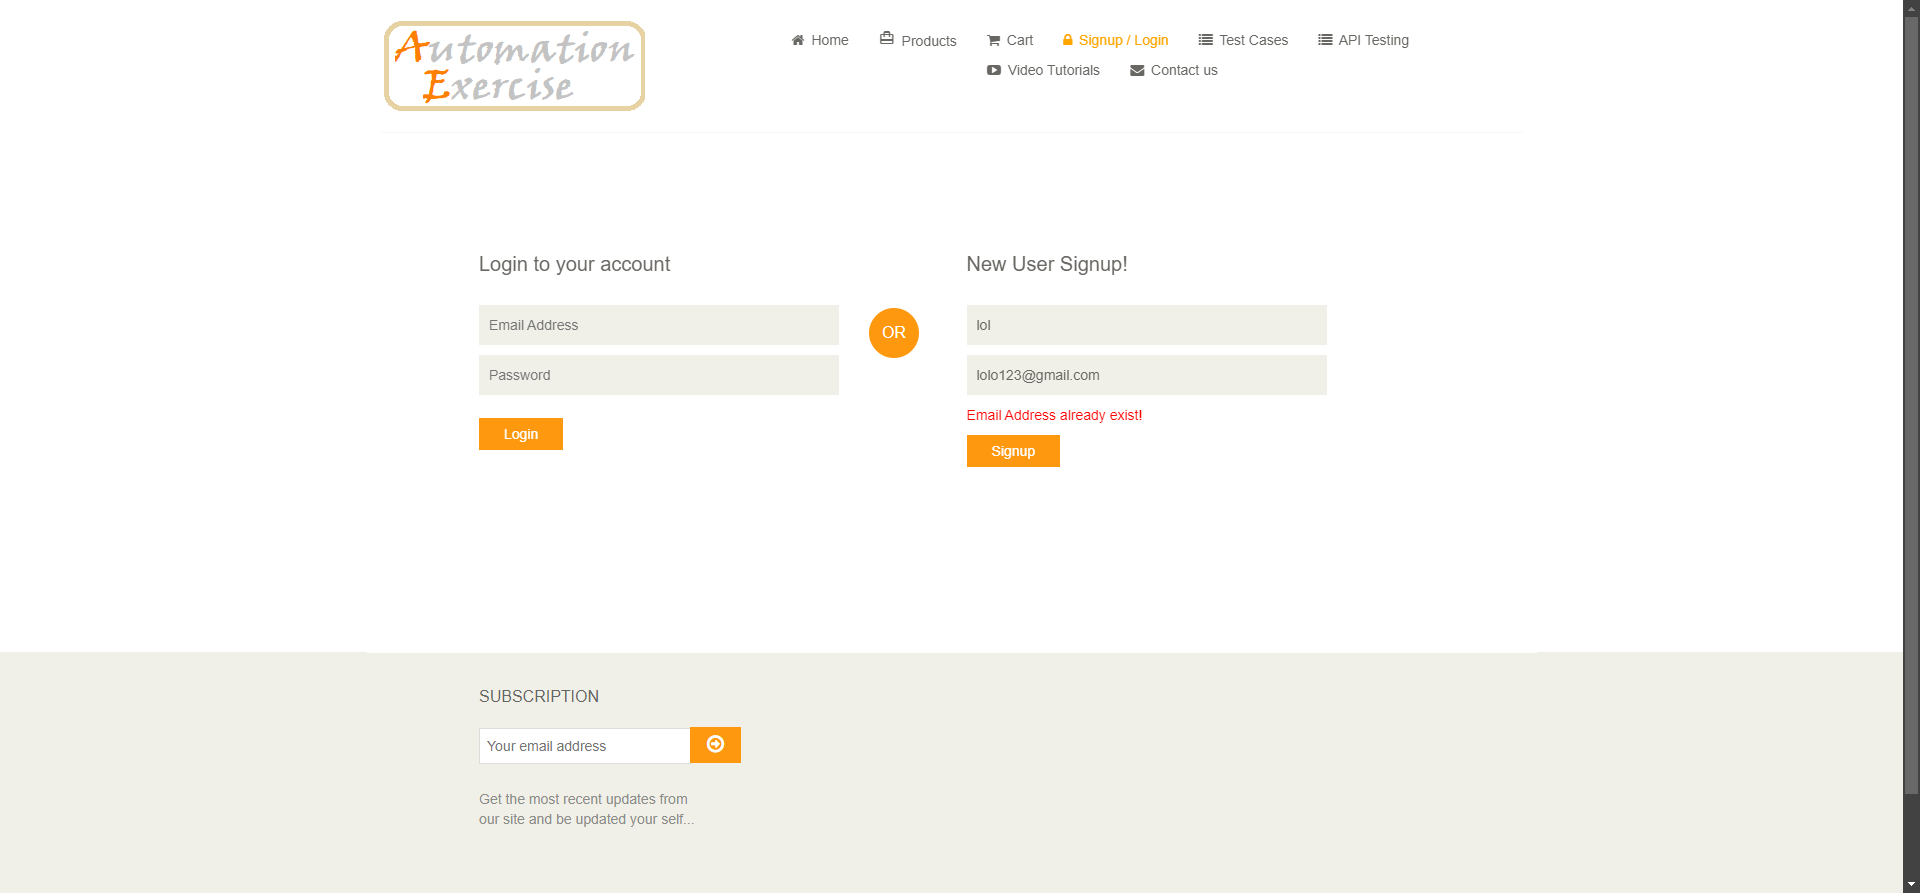 Automation
Exercise
Home
Products
Cart
Signup / Login
Test Cases
API Testing
Video Tutorials
Contact us
Login to your account
Email Address
Password
Login
OR
New User Signup!
lol
lolo123@gmail.com
Email Address already exist!
Signup
SUBSCRIPTION
Your email address
Get the most recent updates from
our site and be updated your self...